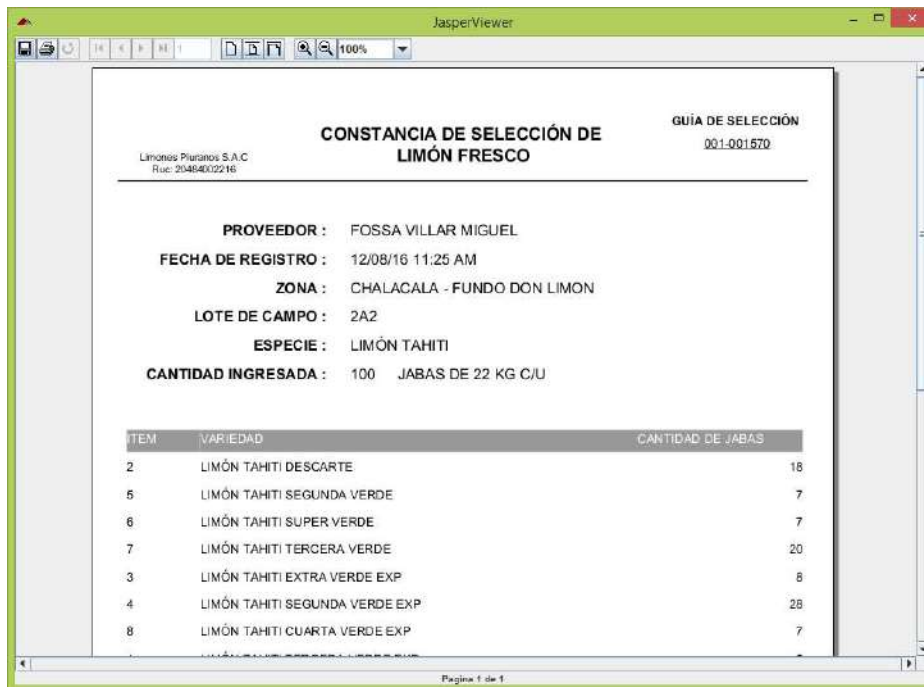 JasperViewer
100%
GUÍA DE SELECCIÓN
001-001570
CONSTANCIA DE SELECCIÓN DE
LIMÓN FRESCO
Limones Piuranos S.A.C
Ruc: 20484002216
PROVEEDOR : FOSSA VILLAR MIGUEL
FECHA DE REGISTRO : 12/08/16 11:25 AM
ZONA : CHALACALA - FUNDO DON LIMON
LOTE DE CAMPO : 2A2
ESPECIE : LIMÓN TAHITI
CANTIDAD INGRESADA : 100 JABAS DE 22 KG C/U
ITEM VARIEDAD CANTIDAD DE JABAS
2 LIMÓN TAHITI DESCARTE 18
5 LIMÓN TAHITI SEGUNDA VERDE 7
6 LIMÓN TAHITI SUPER VERDE 7
7 LIMÓN TAHITI TERCERA VERDE 20
3 LIMÓN TAHITI EXTRA VERDE EXP 8
4 LIMÓN TAHITI SEGUNDA VERDE EXP 28
8 LIMÓN TAHITI CUARTA VERDE EXP 7
Pagina 1 de 1